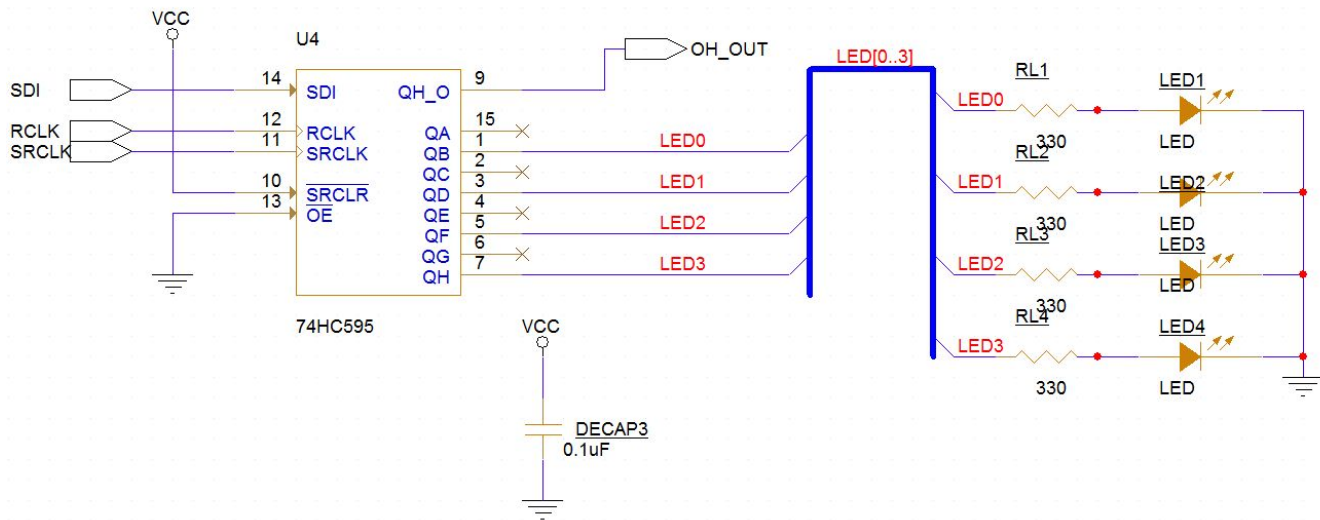 VCC
U4
OH_OUT
LED[0..3]
SDI
14
SDI
QH_O
9
RCLK
12
RCLK
QA
15
SRCLK
11
SRCLK
QB
1
LED0
QC
2
10
SRCLR
QD
3
LED1
13
OE
QE
4
QF
5
LED2
QG
6
QH
7
LED3
74HC595
RL1
LED1
LED0
330
LED
RL2
LED1
LED2
330
LED
RL3
LED3
LED2
LED
330
RL4
LED4
LED3
330
LED
VCC
DECAP3
0.1uF